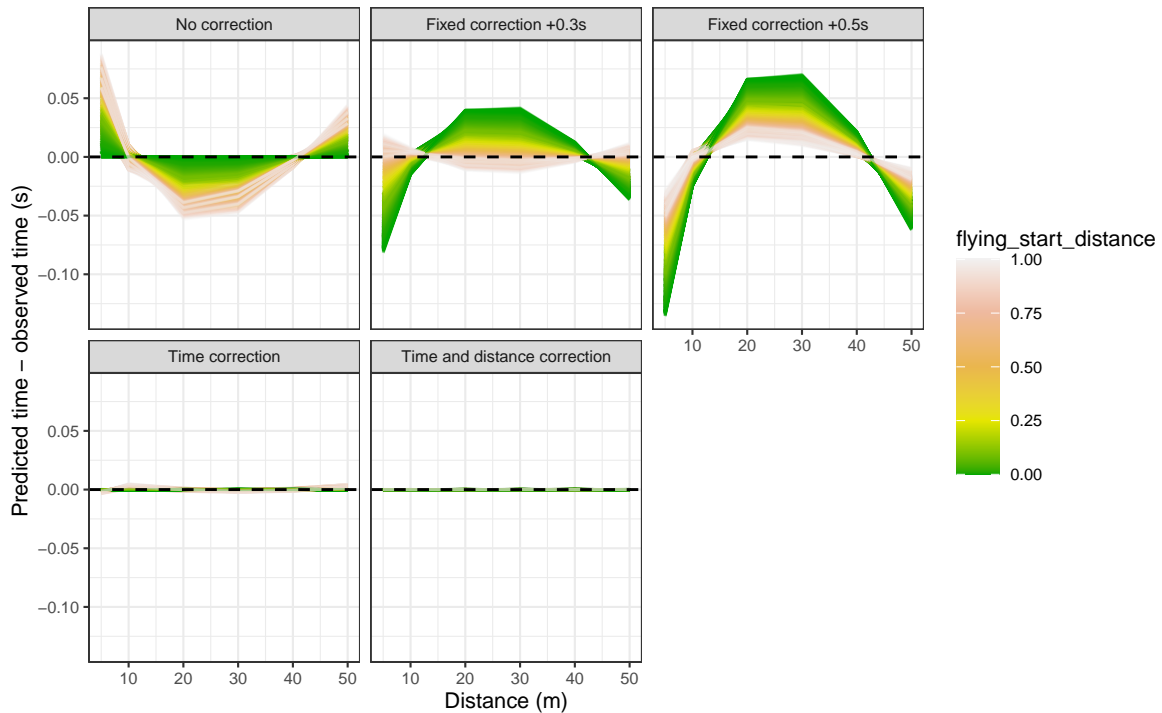 No correction
Fixed correction +0.3s
Fixed correction +0.5s
0.05
0.00
−0.05
−0.10
10 20 30 40 50
Time correction
Time and distance correction
0.05
0.00
−0.05
−0.10
10 20 30 40 50
10 20 30 40 50
Distance (m)
Predicted time − observed time (s)
flying_start_distance
1.00
0.75
0.50
0.25
0.00